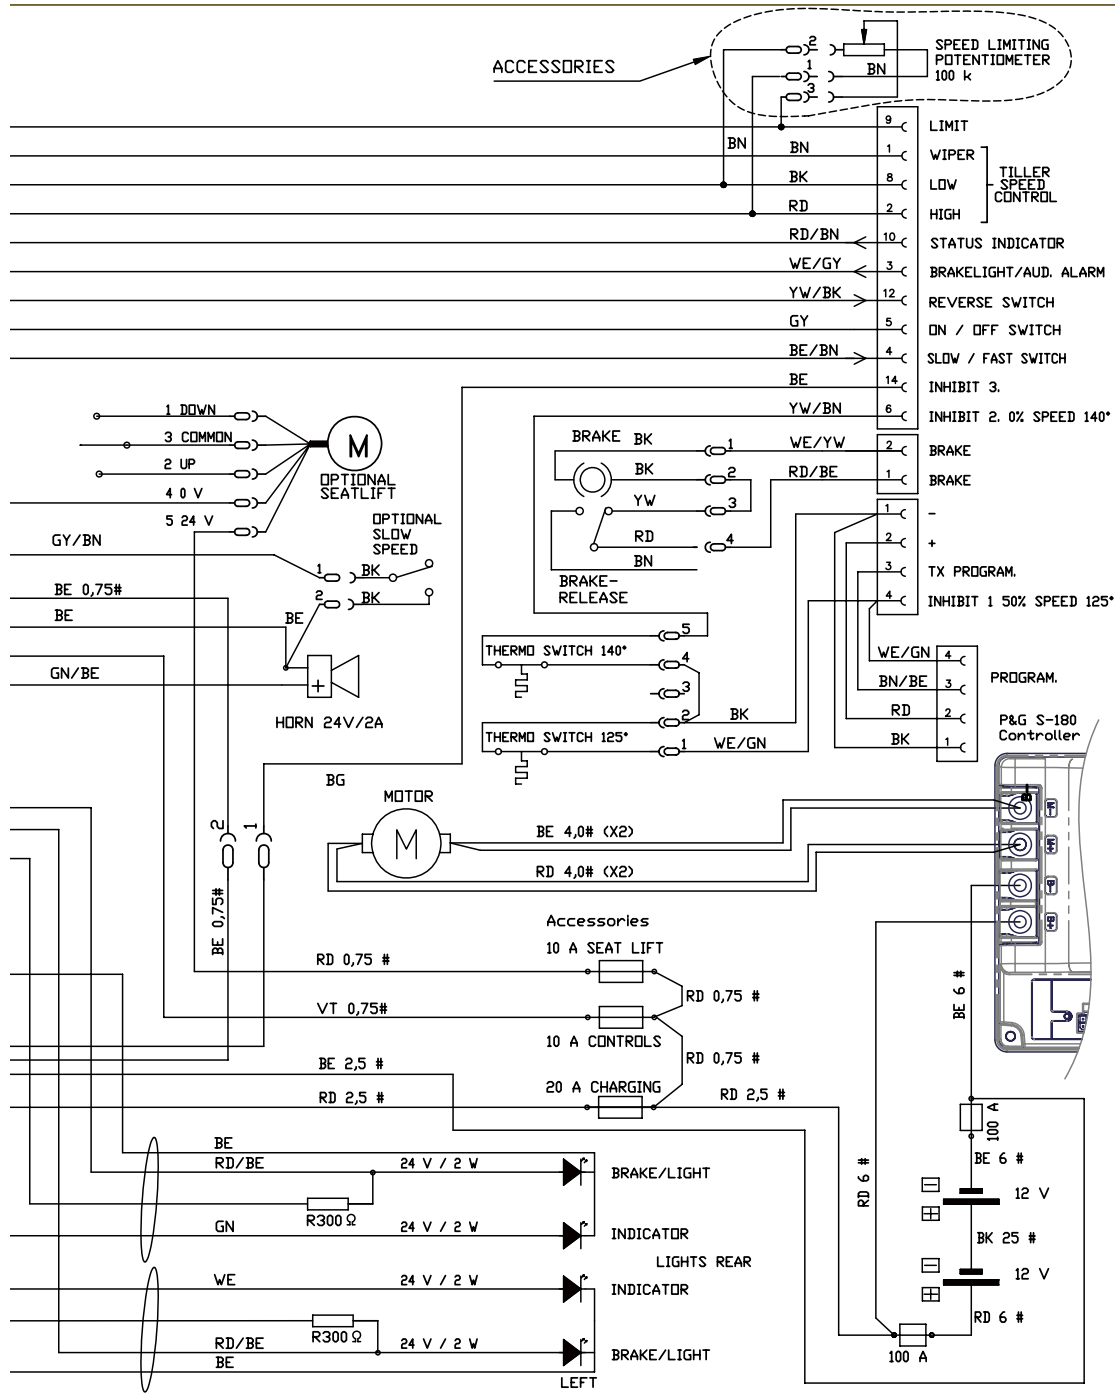 ACCESSORIES
2
1
3
BN
SPEED LIMITING
POTENTIOMETER
100 k
BN
9 LIMIT
BN 1 WIPER
BK 8 LOW
RD 2 HIGH
TILLER
SPEED
CONTROL
RD/BN 10 STATUS INDICATOR
WE/GY 3 BRAKELIGHT/AUD. ALARM
YW/BK 12 REVERSE SWITCH
GY 5 ON / OFF SWITCH
BE/BN 4 SLOW / FAST SWITCH
BE 14 INHIBIT 3.
YW/BN 6 INHIBIT 2. 0% SPEED 140°
1 DOWN
3 COMMON
2 UP
4 0 V
5 24 V
M
OPTIONAL
SEATLIFT
BRAKE
BK 1 WE/YW 2 BRAKE
BK 2 RD/BE 1 BRAKE
YW 3
RD 4
BN
BRAKE-
RELEASE
1 -
2 +
3 TX PROGRAM.
4 INHIBIT 1 50% SPEED 125°
GY/BN
OPTIONAL
SLOW
SPEED
1 BK
2 BK
BE 0,75#
BE
BE
GN/BE
+
HORN 24V/2A
5
THERMO SWITCH 140°
4
3
2 BK
THERMO SWITCH 125°
1 WE/GN
WE/GN 4
BN/BE 3
RD 2
BK 1
PROGRAM.
P&G S-180
Controller
BG
B
M-
M+
B-
B+
MOTOR
M
BE 4,0# (X2)
RD 4,0# (X2)
2
1
BE 0,75#
Accessories
10 A SEAT LIFT
RD 0,75 #
RD 0,75 #
VT 0,75#
10 A CONTROLS
BE 2,5 #
RD 0,75 #
20 A CHARGING
RD 2,5 #
RD 2,5 #
BE 6 #
100 A
BE 6 #
RD 6 #
- + 12 V
BK 25 #
- + 12 V
RD 6 #
100 A
BE
RD/BE 24 V / 2 W BRAKE/LIGHT
R300 Ω
GN 24 V / 2 W INDICATOR
LIGHTS REAR
WE 24 V / 2 W INDICATOR
R300 Ω
RD/BE 24 V / 2 W BRAKE/LIGHT
BE
LEFT